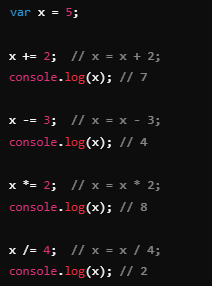 var x = 5;
x += 2;  // x = x + 2;
console.log(x); // 7
x -= 3;  // x = x - 3;
console.log(x); // 4
x *= 2;  // x = x * 2;
console.log(x); // 8
x /= 4;  // x = x / 4;
console.log(x); // 2